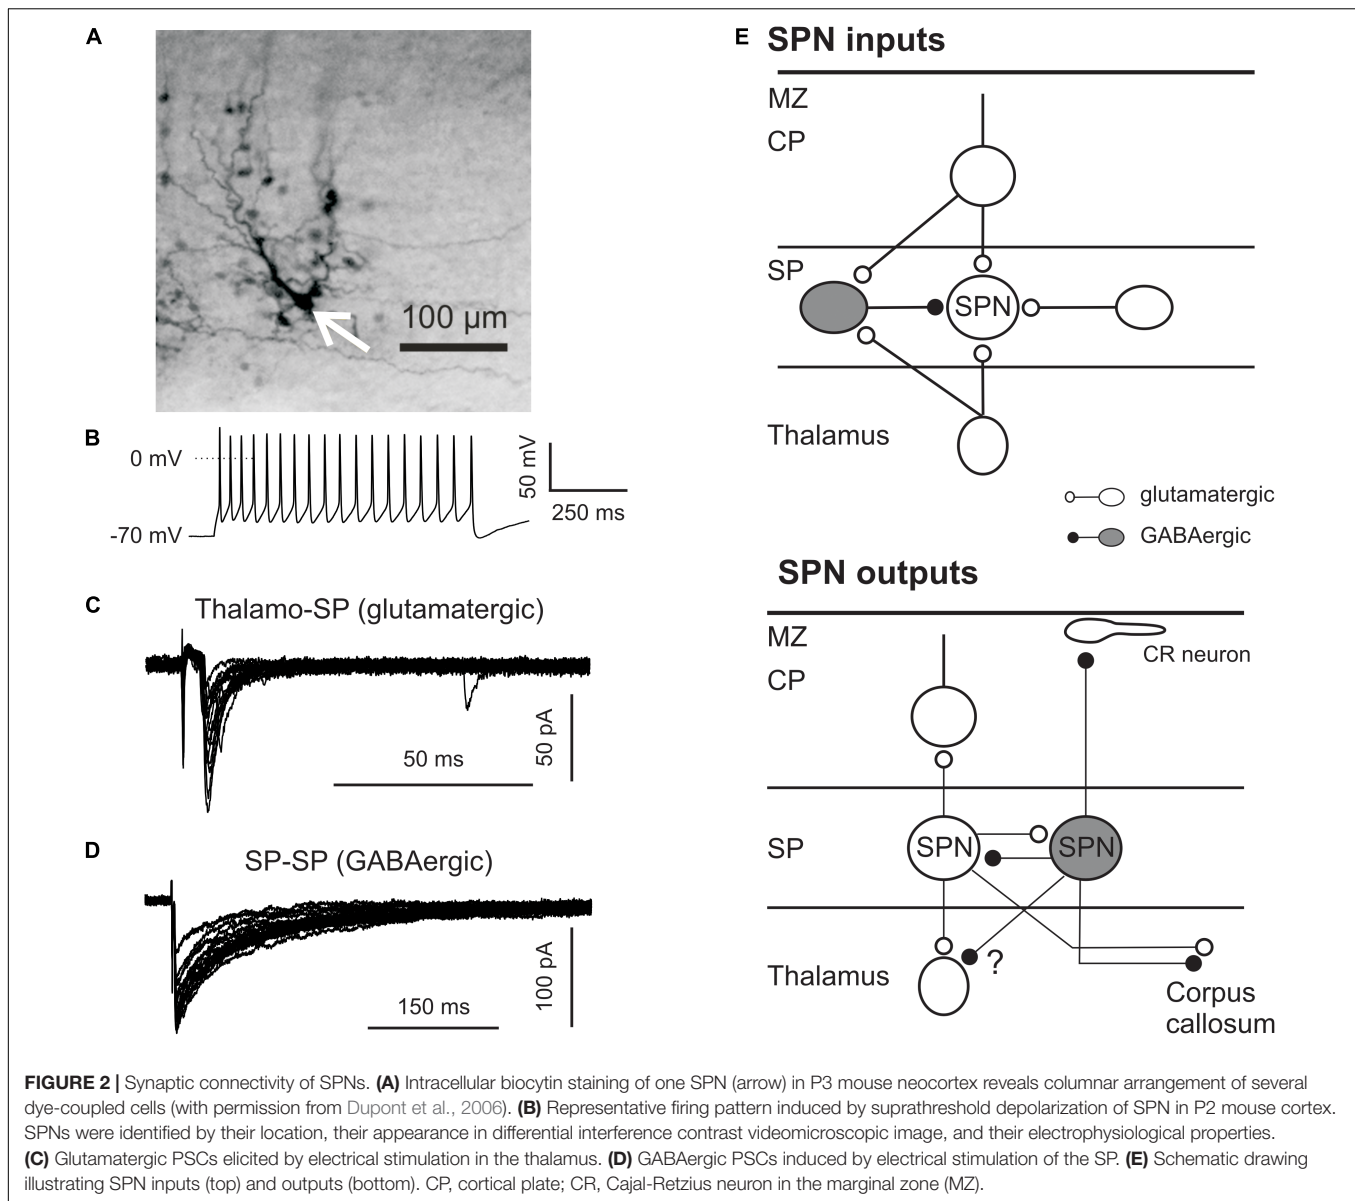 A
100 µm
B
0 mV
-70 mV
50 mV
250 ms
C
Thalamo-SP (glutamatergic)
50 ms
50 pA
D
SP-SP (GABAergic)
150 ms
100 pA
E SPN inputs
MZ
CP
SP
SPN
Thalamus
glutamatergic
GABAergic
SPN outputs
MZ
CR neuron
CP
SP
SPN SPN
Thalamus
?
Corpus
callosum
FIGURE 2 | Synaptic connectivity of SPNs. (A) Intracellular biocytin staining of one SPN (arrow) in P3 mouse neocortex reveals columnar arrangement of several
dye-coupled cells (with permission from Dupont et al., 2006). (B) Representative firing pattern induced by suprathreshold depolarization of SPN in P2 mouse cortex.
SPNs were identified by their location, their appearance in differential interference contrast videomicroscopic image, and their electrophysiological properties.
(C) Glutamatergic PSCs elicited by electrical stimulation in the thalamus. (D) GABAergic PSCs induced by electrical stimulation of the SP. (E) Schematic drawing
illustrating SPN inputs (top) and outputs (bottom). CP, cortical plate; CR, Cajal-Retzius neuron in the marginal zone (MZ).